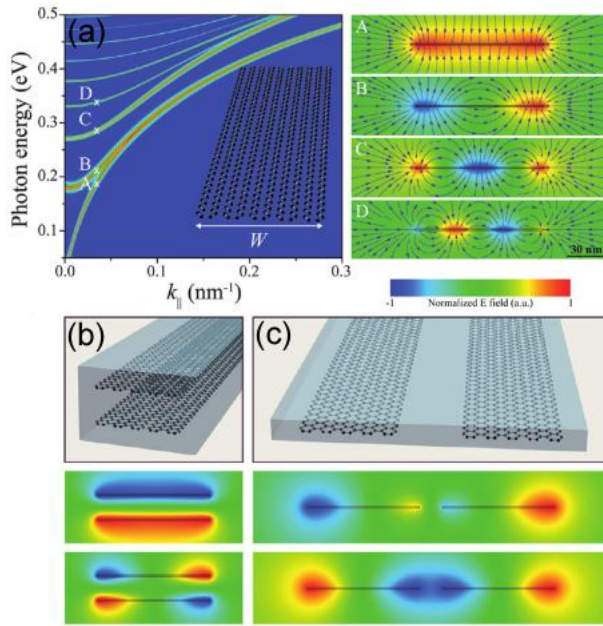 (a)
0.5
0.4
0.3
0.2
0.1
Photon energy (eV)
D
C
B
A
W
0.0 0.1 0.2 0.3
k∥ (nm⁻¹)
A
B
C
D
30 nm
-1 Normalized E field (a.u.) 1
(b)
(c)